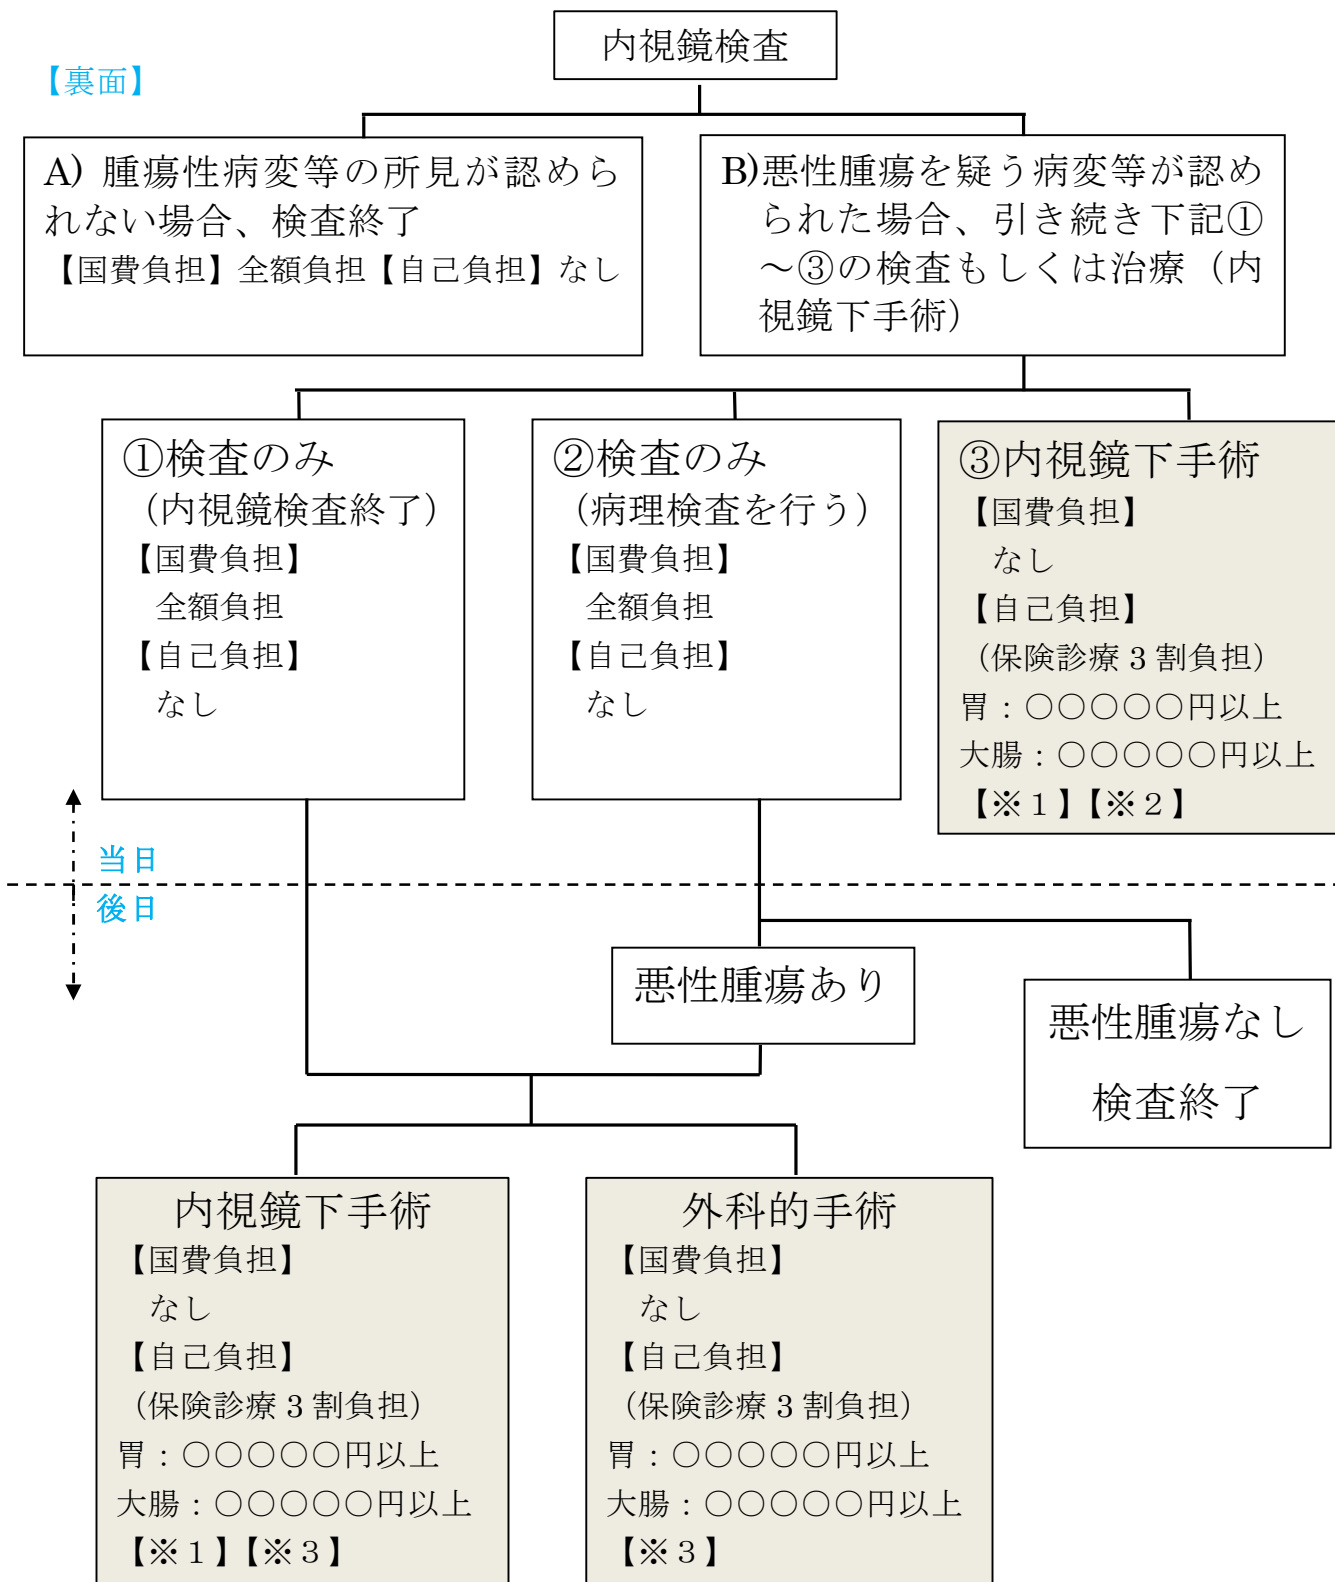 内視鏡検査
【裏面】
A) 腫瘍性病変等の所見が認めら
れない場合、検査終了
【国費負担】全額負担【自己負担】なし
B)悪性腫瘍を疑う病変等が認め
られた場合、引き続き下記①
～③の検査もしくは治療（内
視鏡下手術）
①検査のみ
（内視鏡検査終了）
【国費負担】
全額負担
【自己負担】
なし
②検査のみ
（病理検査を行う）
【国費負担】
全額負担
【自己負担】
なし
③内視鏡下手術
【国費負担】
なし
【自己負担】
（保険診療 3 割負担）
胃：○○○○○円以上
大腸：○○○○○円以上
【※１】【※２】
当日
後日
悪性腫瘍あり
悪性腫瘍なし
検査終了
内視鏡下手術
【国費負担】
なし
【自己負担】
（保険診療 3 割負担）
胃：○○○○○円以上
大腸：○○○○○円以上
【※１】【※３】
外科的手術
【国費負担】
なし
【自己負担】
（保険診療 3 割負担）
胃：○○○○○円以上
大腸：○○○○○円以上
【※３】